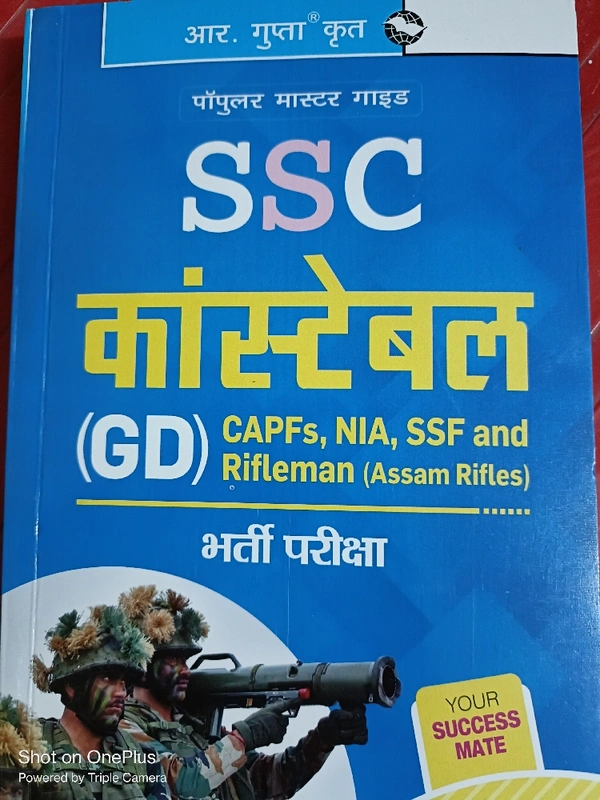 आर. गुप्ता® कृत
पॉपुलर मास्टर गाइड
SSC
कांस्टेबल
(GD) CAPFs, NIA, SSF and
Rifleman (Assam Rifles)
भर्ती परीक्षा
YOUR
SUCCESS
MATE
Shot on OnePlus
Powered by Triple Camera